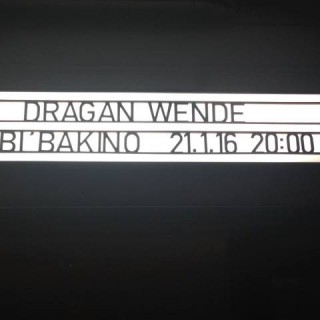 DRAGAN WENDE
BI´BAKINO 21.1.16 20:00